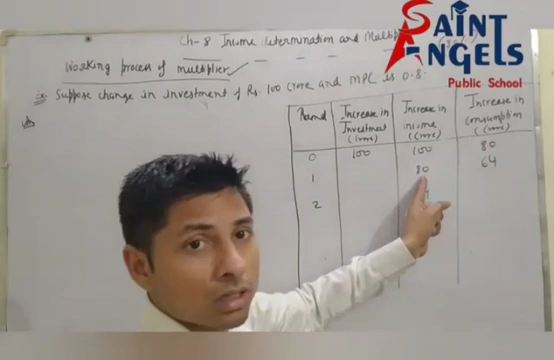 SAINT
ANGELS
Public School
Ch-8 Income determination and Multiplier
Working process of multiplier
Ex Suppose change in investment of Rs. 100 crore and MPC is 0.8.
Round
Increase in
Investment
(Crore)
Increase in
income
(Crore)
Increase in
consumption
(Crore)
0 100 100 80
1 80 64
2